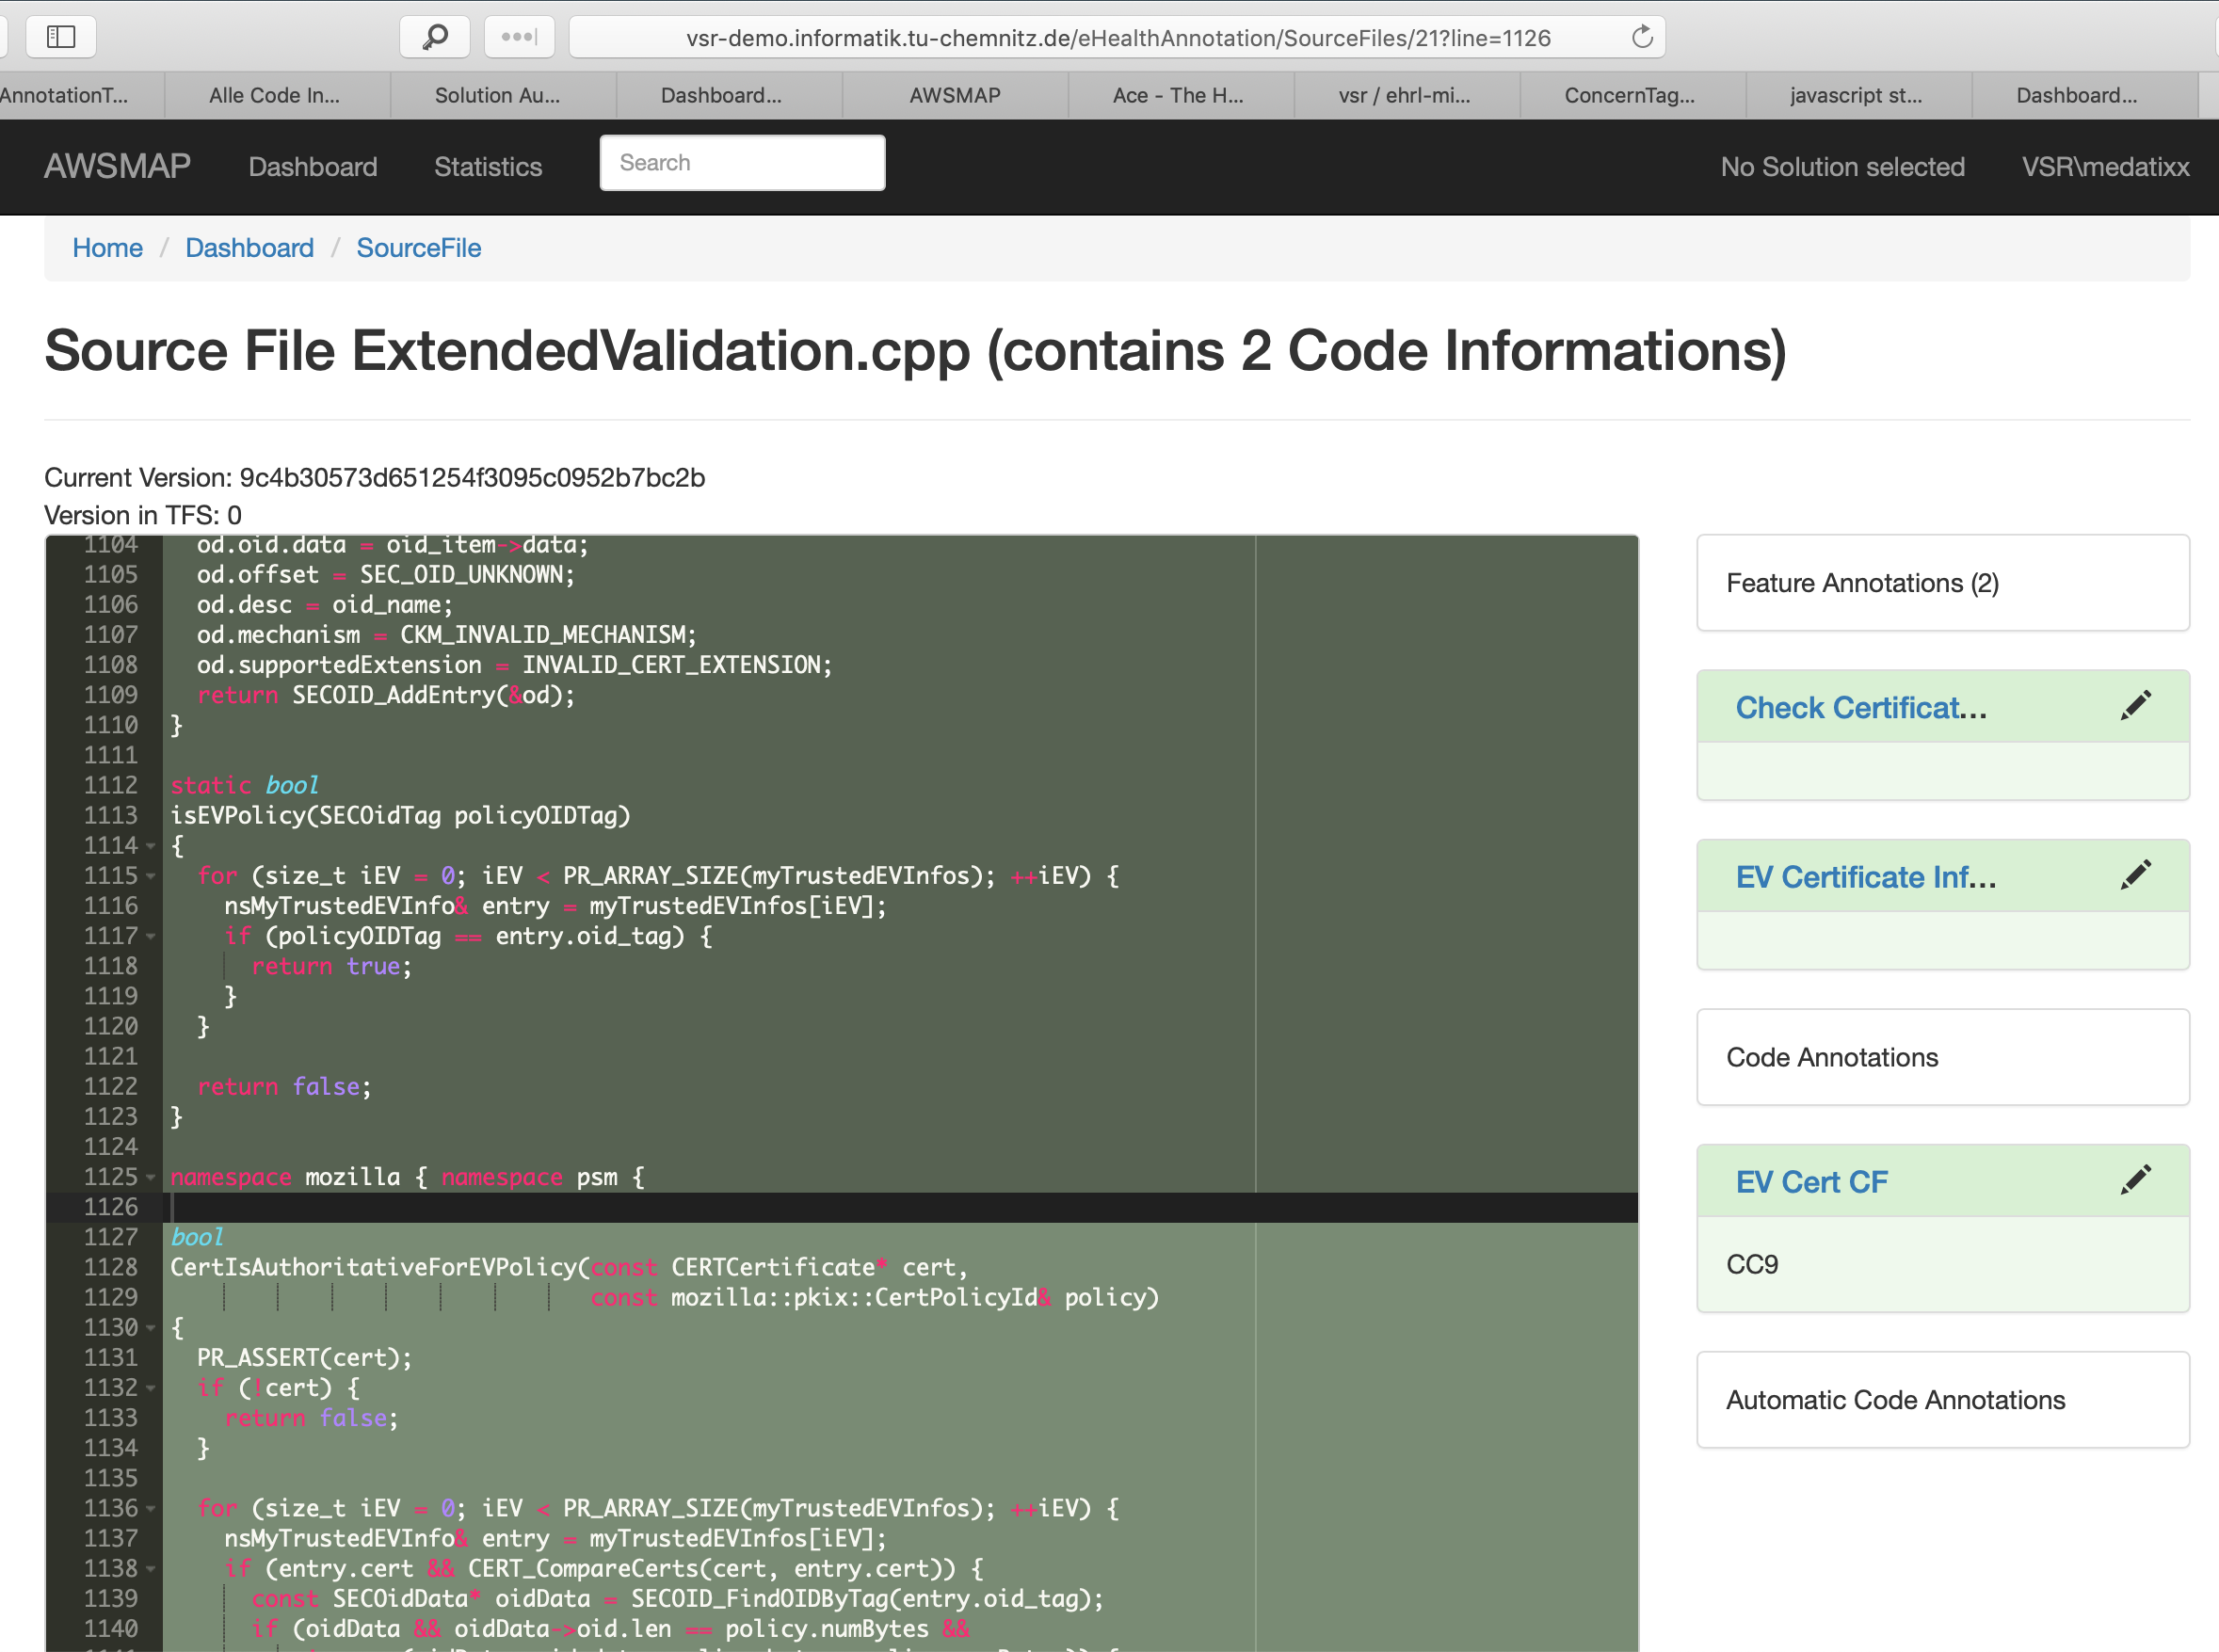 vsr-demo.informatik.tu-chemnitz.de/eHealthAnnotation/SourceFiles/21?line=1126
AnnotationT... Alle Code In... Solution Au... Dashboard... AWSMAP Ace - The H... vsr / ehrl-mi... ConcernTag... javascript st... Dashboard...
AWSMAP Dashboard Statistics Search No Solution selected VSR\medatixx
Home / Dashboard / SourceFile
Source File ExtendedValidation.cpp (contains 2 Code Informations)
Current Version: 9c4b30573d651254f3095c0952b7bc2b
Version in TFS: 0
1104 od.oid.data = oid_item->data;
1105 od.offset = SEC_OID_UNKNOWN;
1106 od.desc = oid_name;
1107 od.mechanism = CKM_INVALID_MECHANISM;
1108 od.supportedExtension = INVALID_CERT_EXTENSION;
1109 return SECOID_AddEntry(&od);
1110 }
1111
1112 static bool
1113 isEVPolicy(SECOidTag policyOIDTag)
1114 {
1115 for (size_t iEV = 0; iEV < PR_ARRAY_SIZE(myTrustedEVInfos); ++iEV) {
1116 nsMyTrustedEVInfo& entry = myTrustedEVInfos[iEV];
1117 if (policyOIDTag == entry.oid_tag) {
1118 return true;
1119 }
1120 }
1121
1122 return false;
1123 }
1124
1125 namespace mozilla { namespace psm {
1126
1127 bool
1128 CertIsAuthoritativeForEVPolicy(const CERTCertificate* cert,
1129 const mozilla::pkix::CertPolicyId& policy)
1130 {
1131 PR_ASSERT(cert);
1132 if (!cert) {
1133 return false;
1134 }
1135
1136 for (size_t iEV = 0; iEV < PR_ARRAY_SIZE(myTrustedEVInfos); ++iEV) {
1137 nsMyTrustedEVInfo& entry = myTrustedEVInfos[iEV];
1138 if (entry.cert && CERT_CompareCerts(cert, entry.cert)) {
1139 const SECOidData* oidData = SECOID_FindOIDByTag(entry.oid_tag);
1140 if (oidData && oidData->oid.len == policy.numBytes &&
Feature Annotations (2)
Check Certificat...
EV Certificate Inf...
Code Annotations
EV Cert CF
CC9
Automatic Code Annotations